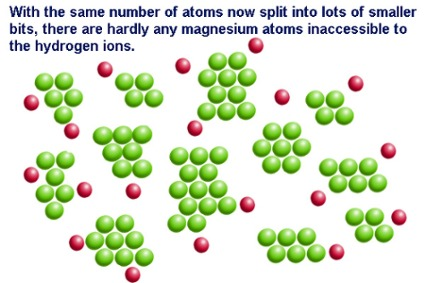 With the same number of atoms now split into lots of smaller
bits, there are hardly any magnesium atoms inaccessible to
the hydrogen ions.